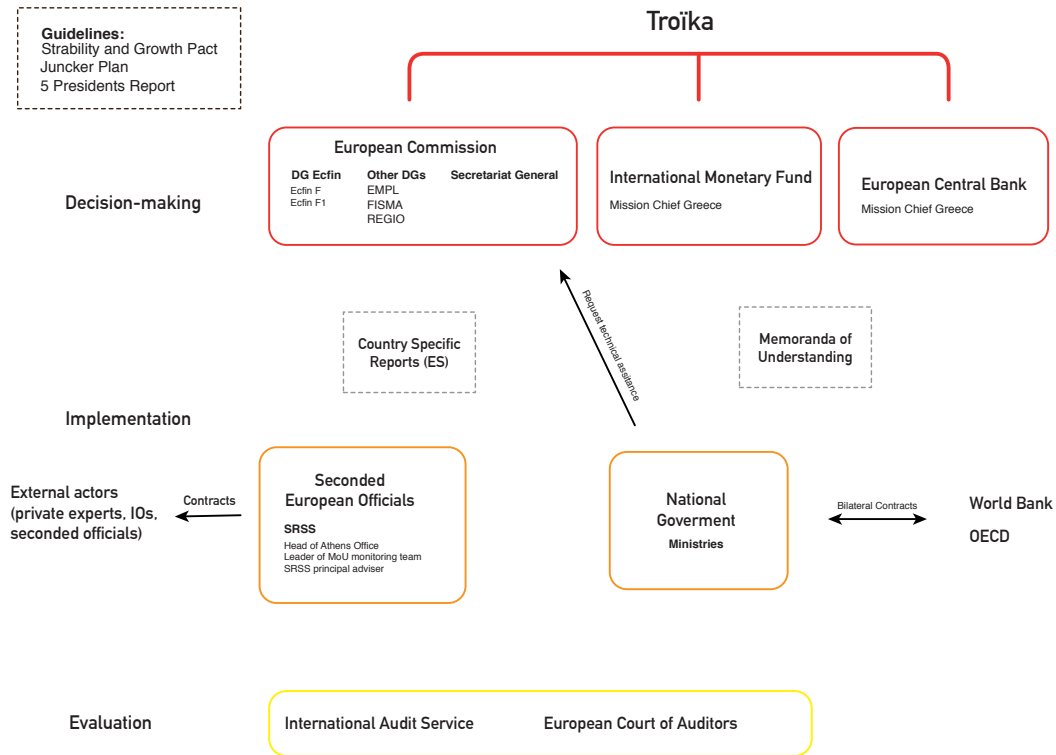 Troïka
Guidelines:
Strability and Growth Pact
Juncker Plan
5 Presidents Report
Decision-making
European Commission
DG Ecfin
Ecfin F
Ecfin F1
Other DGs
EMPL
FISMA
REGIO
Secretariat General
International Monetary Fund
Mission Chief Greece
European Central Bank
Mission Chief Greece
Country Specific
Reports (ES)
Request technical assitance
Memoranda of
Understanding
Implementation
External actors
(private experts, IOs,
seconded officials)
Contracts
Seconded
European Officials
SRSS
Head of Athens Office
Leader of MoU monitoring team
SRSS principal adviser
National
Goverment
Ministries
Bilateral Contracts
World Bank
OECD
Evaluation
International Audit Service
European Court of Auditors